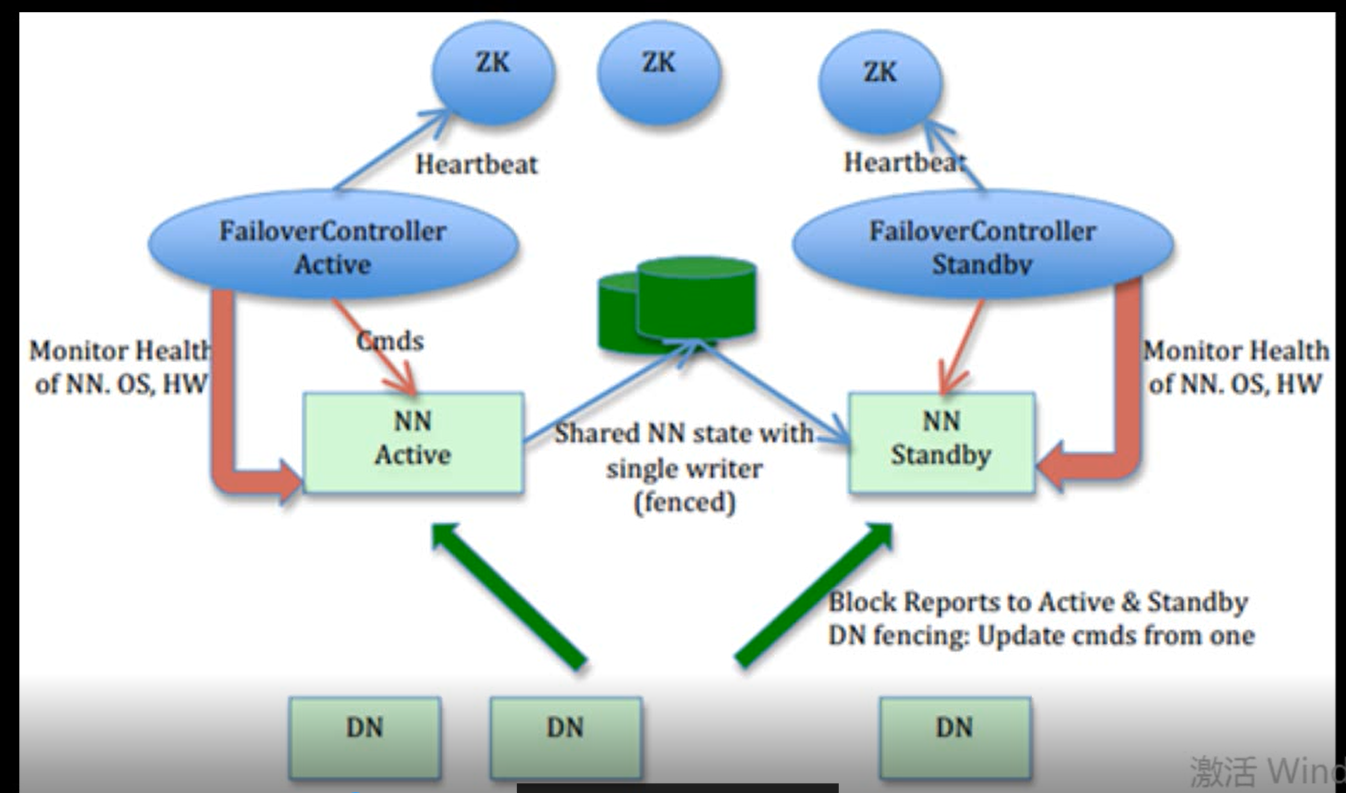 ZK
ZK
ZK
Heartbeat
Heartbeat
FailoverController
Active
FailoverController
Standby
Cmds
Monitor Health
of NN. OS, HW
Monitor Health
of NN. OS, HW
NN
Active
NN
Standby
Shared NN state with
single writer
(fenced)
Block Reports to Active & Standby
DN fencing: Update cmds from one
DN
DN
DN
激活 Wind